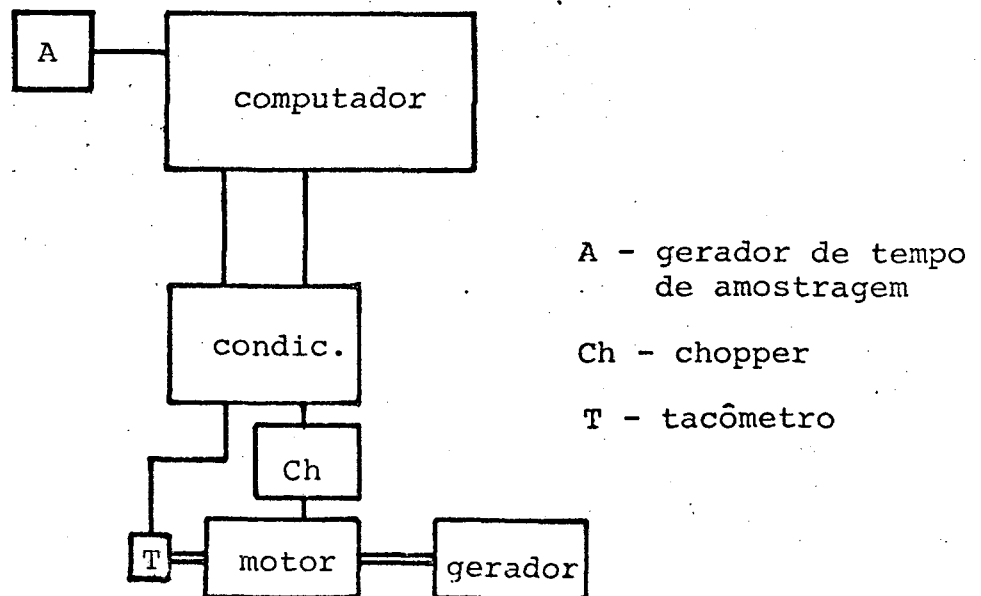 A
computador
A - gerador de tempo
de amostragem
condic.
Ch - chopper
T - tacômetro
Ch
T
motor
gerador